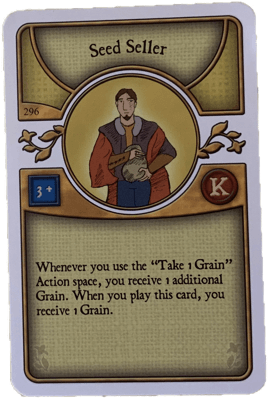 Seed Seller
296
3+
K
Whenever you use the “Take 1 Grain”
Action space, you receive 1 additional
Grain. When you play this card, you
receive 1 Grain.